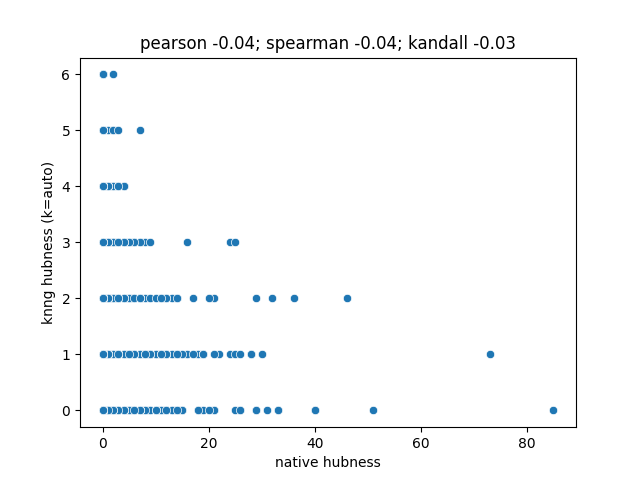 pearson -0.04; spearman -0.04; kandall -0.03
6
5
4
3
2
1
0
knng hubness (k=auto)
0 20 40 60 80
native hubness